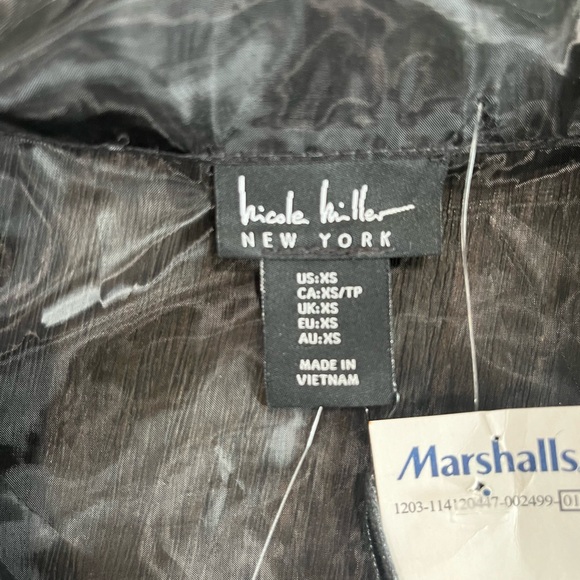 Nicole Miller
NEW YORK
US:XS
CA:XS/TP
UK:XS
EU:XS
AU:XS
MADE IN
VIETNAM
Marshalls.
1203-114120447-002499-01